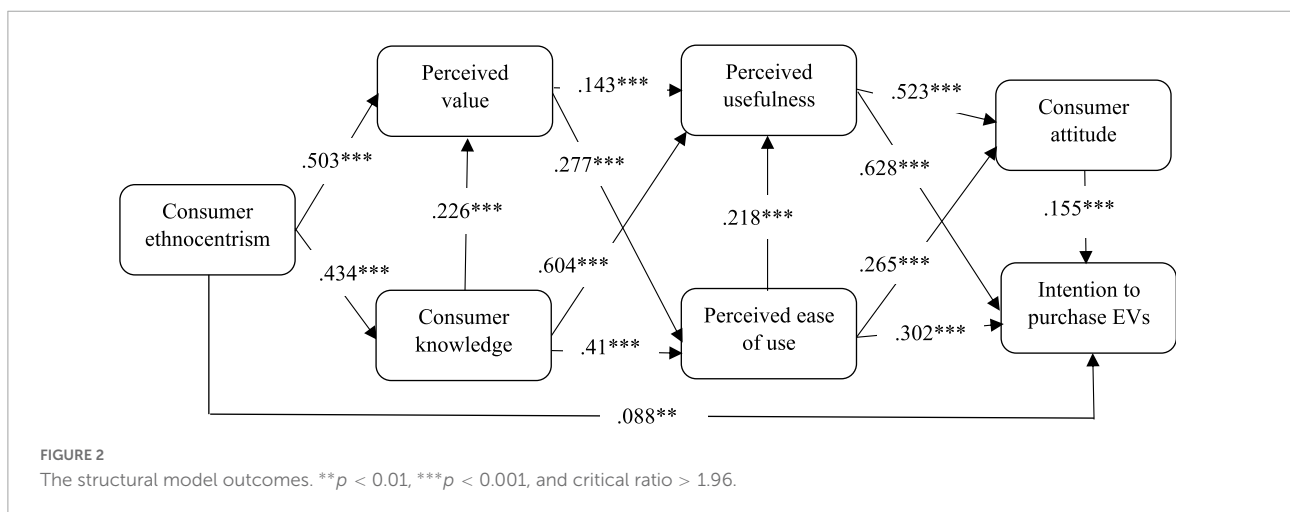 Perceived
value
.143***
Perceived
usefulness
.523***
Consumer
attitude
.503***
.277***
.628***
Consumer
ethnocentrism
.226***
.218***
.155***
.434***
.604***
.265***
Consumer
knowledge
.41***
Perceived ease
of use
.302***
Intention to
purchase EVs
.088**
FIGURE 2
The structural model outcomes. **p < 0.01, ***p < 0.001, and critical ratio > 1.96.